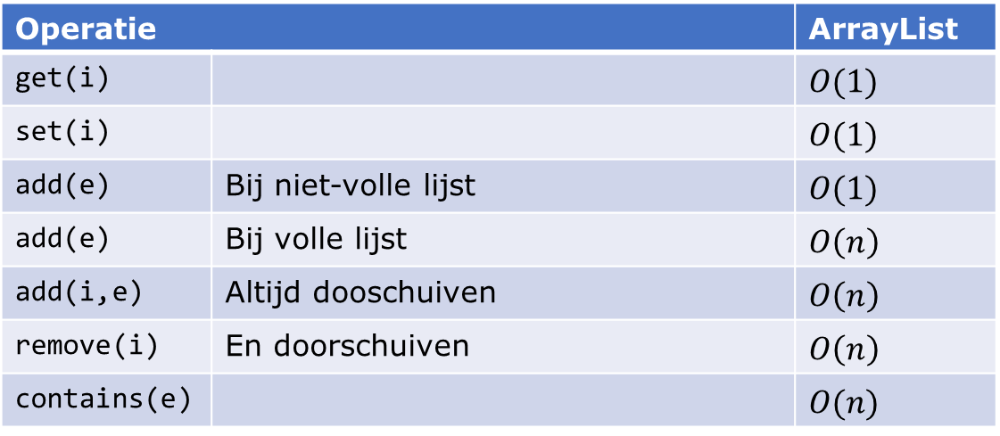 Operatie ArrayList
get(i) O(1)
set(i) O(1)
add(e) Bij niet-volle lijst O(1)
add(e) Bij volle lijst O(n)
add(i,e) Altijd dooschuiven O(n)
remove(i) En doorschuiven O(n)
contains(e) O(n)